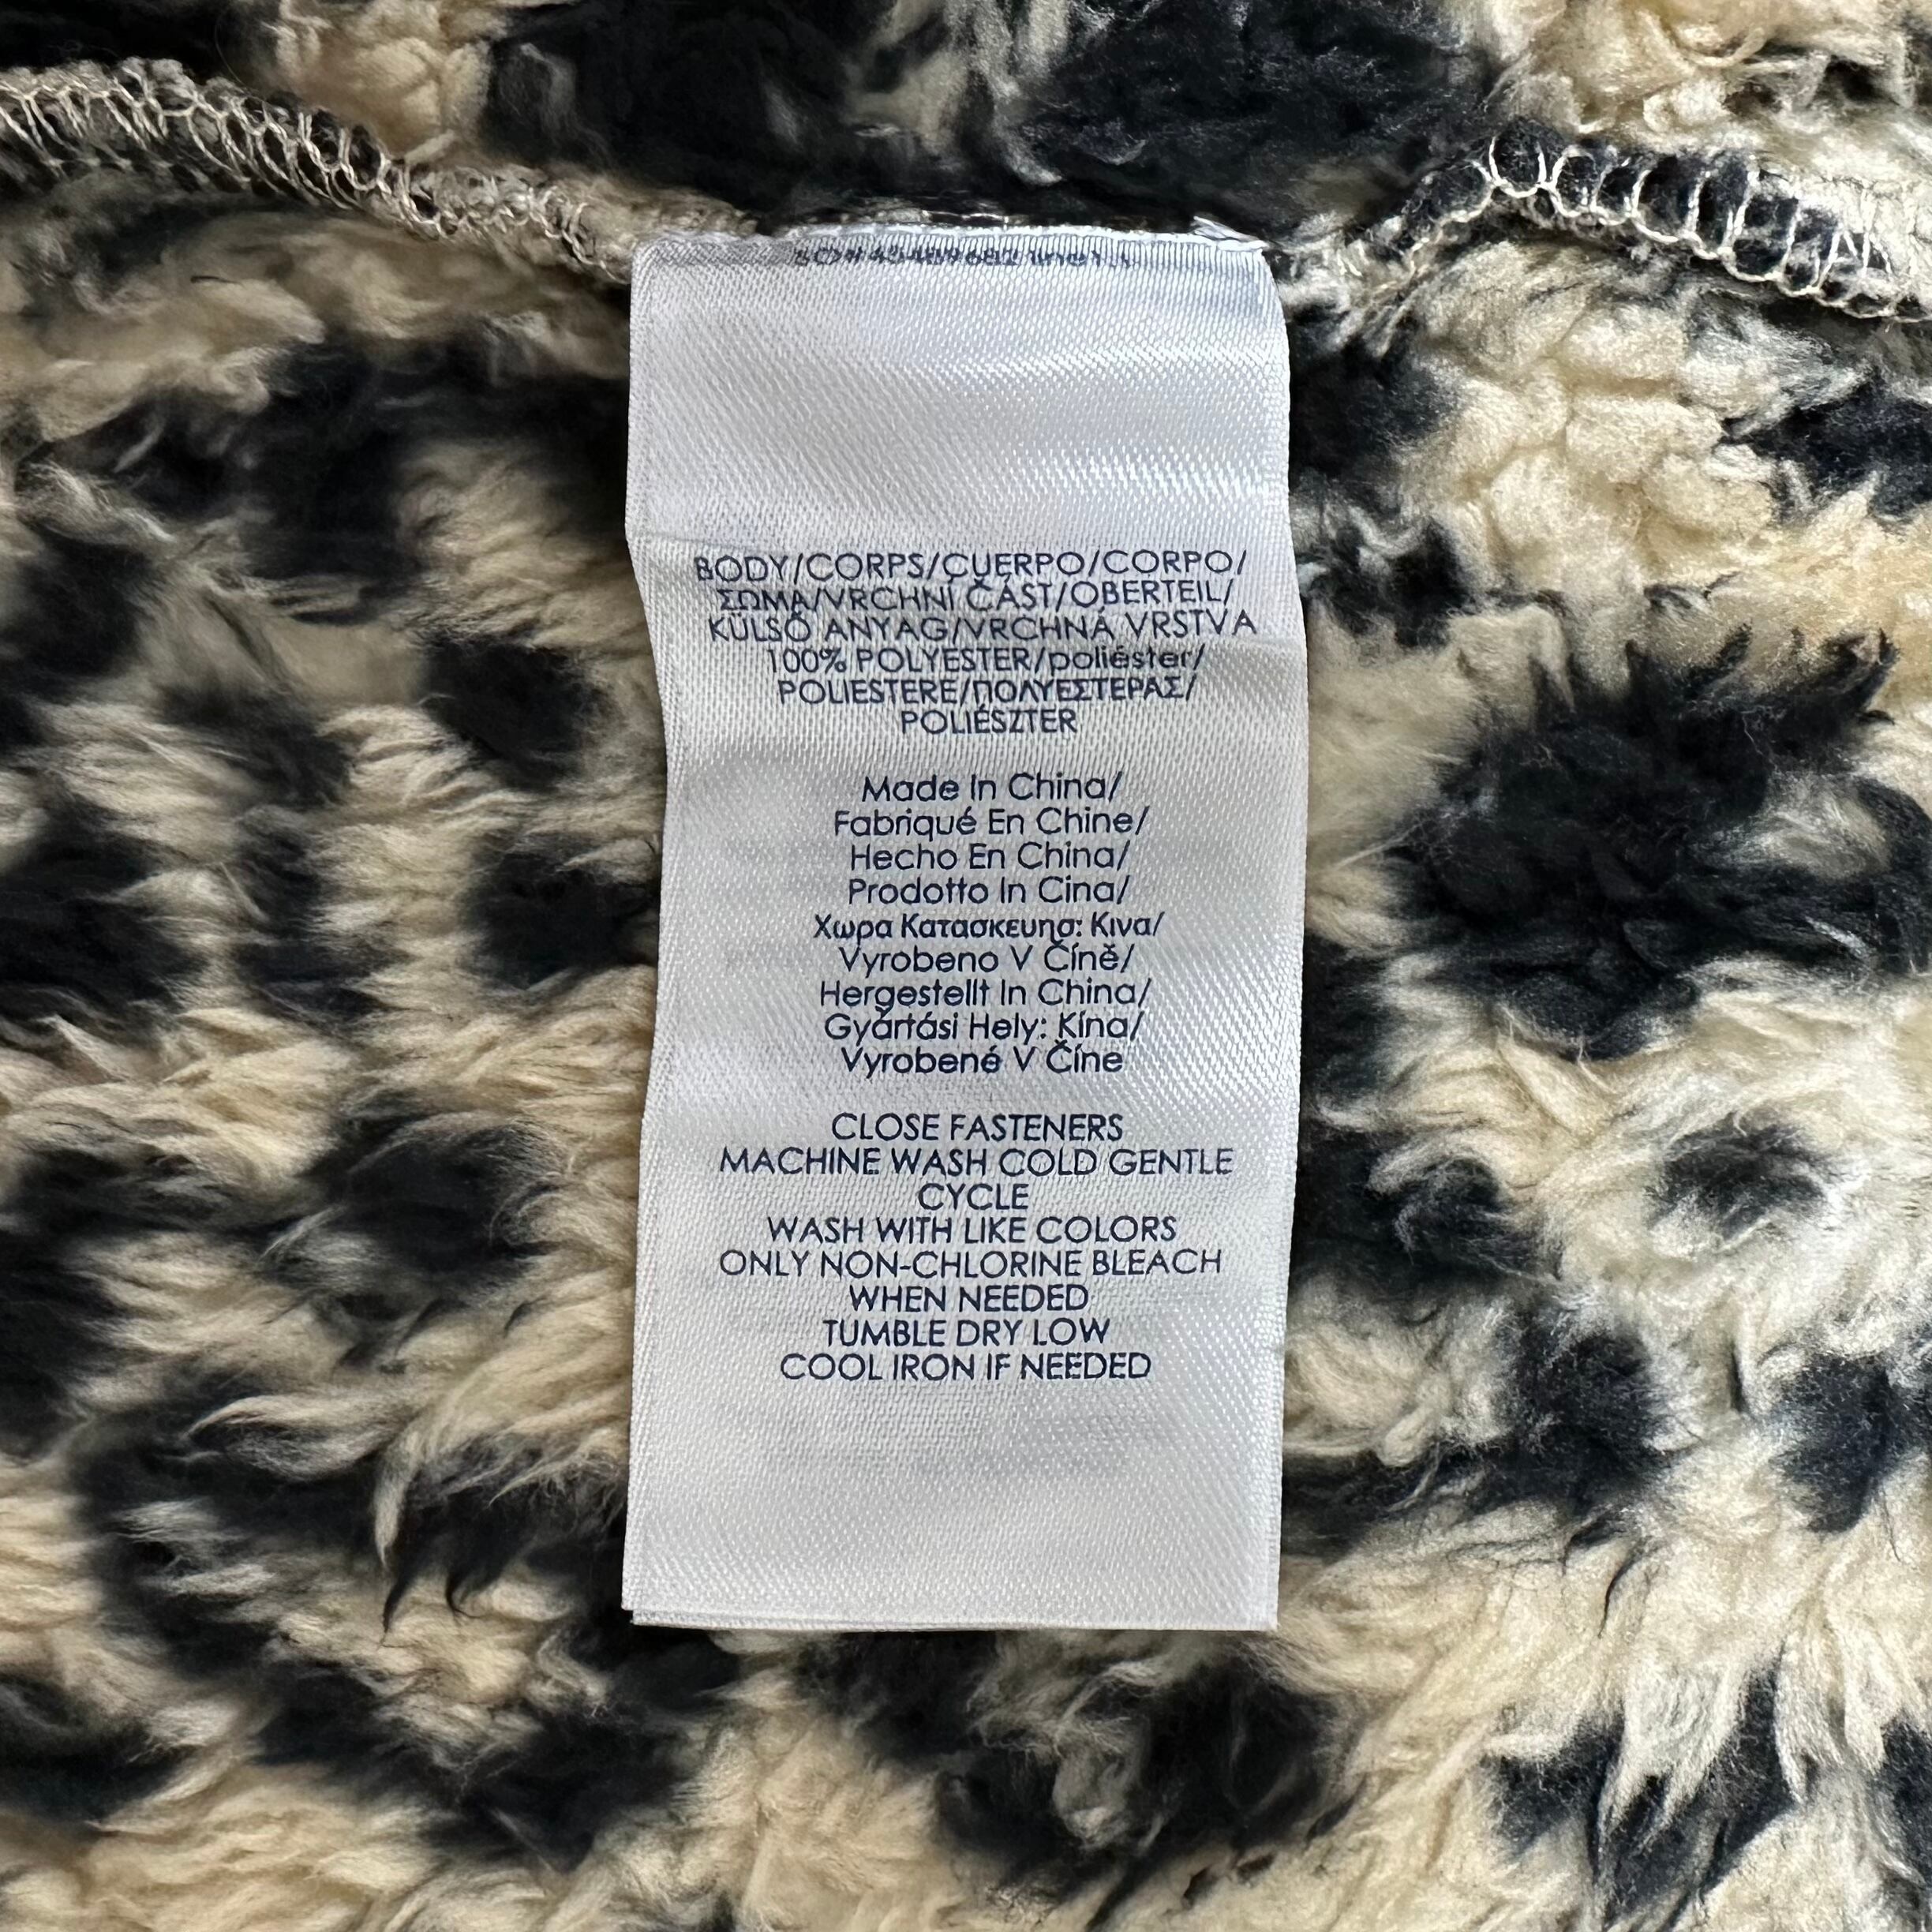 BODY/CORPS/CUERPO/CORPO/
ΣΩΜΑ/VRCHNÍ ČÁST/OBERTEIL/
KÜLSŐ ANYAG/VRCHNÁ VRSTVA
100% POLYESTER/poliéster/
POLIESTERE/ΠΟΛΥΕΣΤΕΡΑΣ/
POLIÉSZTER
Made In China/
Fabriqué En Chine/
Hecho En China/
Prodotto In Cina/
Χωρα Κατασκευησ: Κινα/
Vyrobeno V Číně/
Hergestellt In China/
Gyártási Hely: Kína/
Vyrobené V Číne
CLOSE FASTENERS
MACHINE WASH COLD GENTLE
CYCLE
WASH WITH LIKE COLORS
ONLY NON-CHLORINE BLEACH
WHEN NEEDED
TUMBLE DRY LOW
COOL IRON IF NEEDED